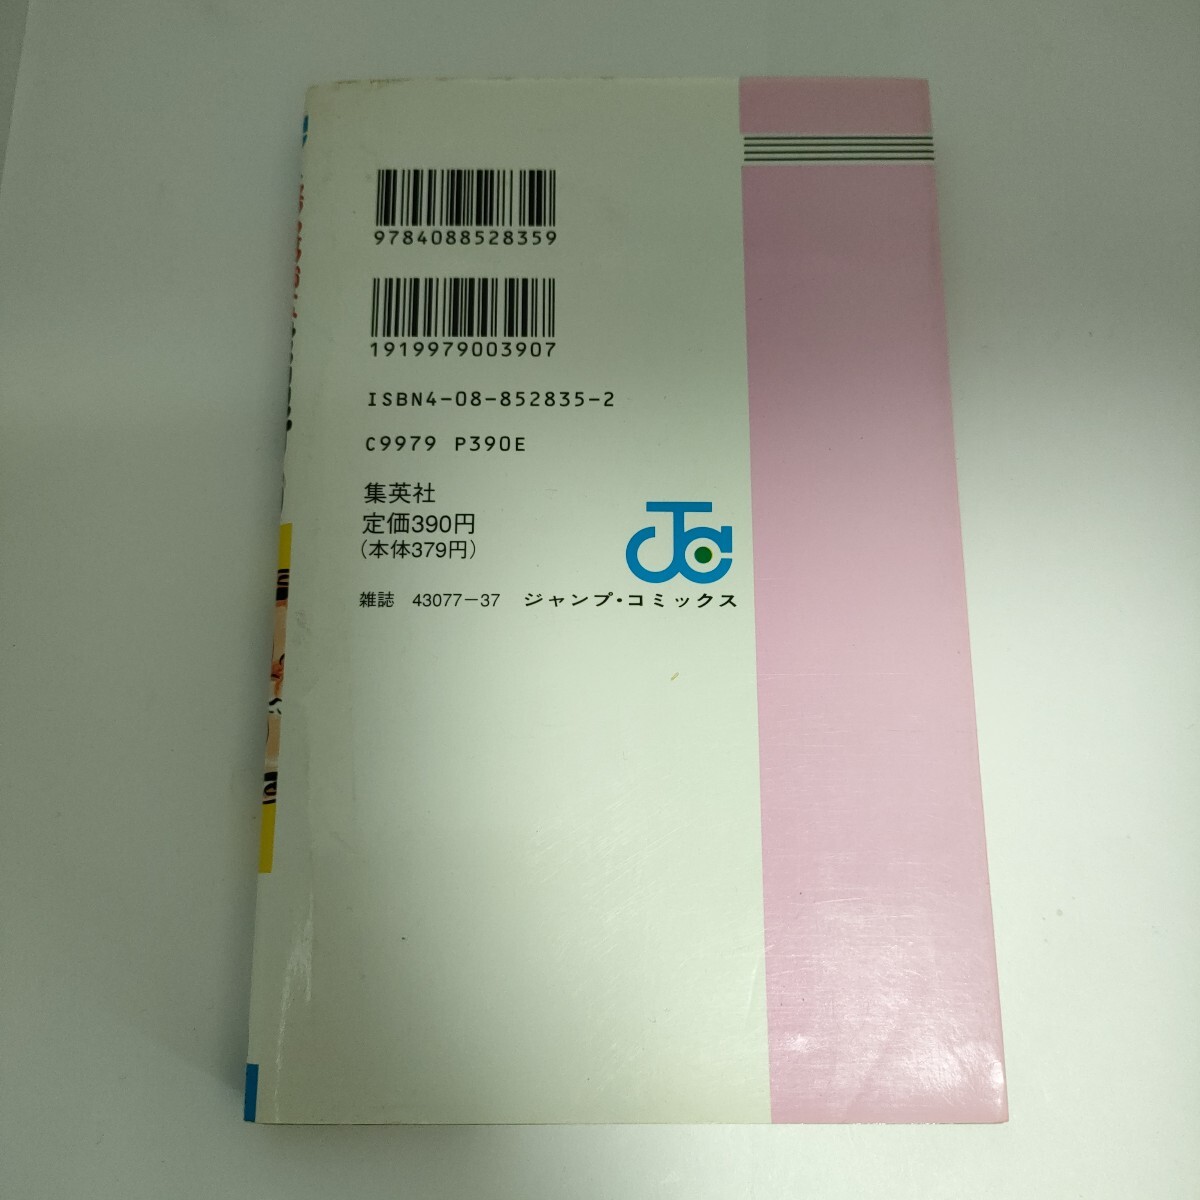 9784088528359
1919979003907
ISBN4-08-852835-2
C9979 P390E
集英社
定価390円
(本体379円)
JC
雑誌 43077-37 ジャンプ・コミックス